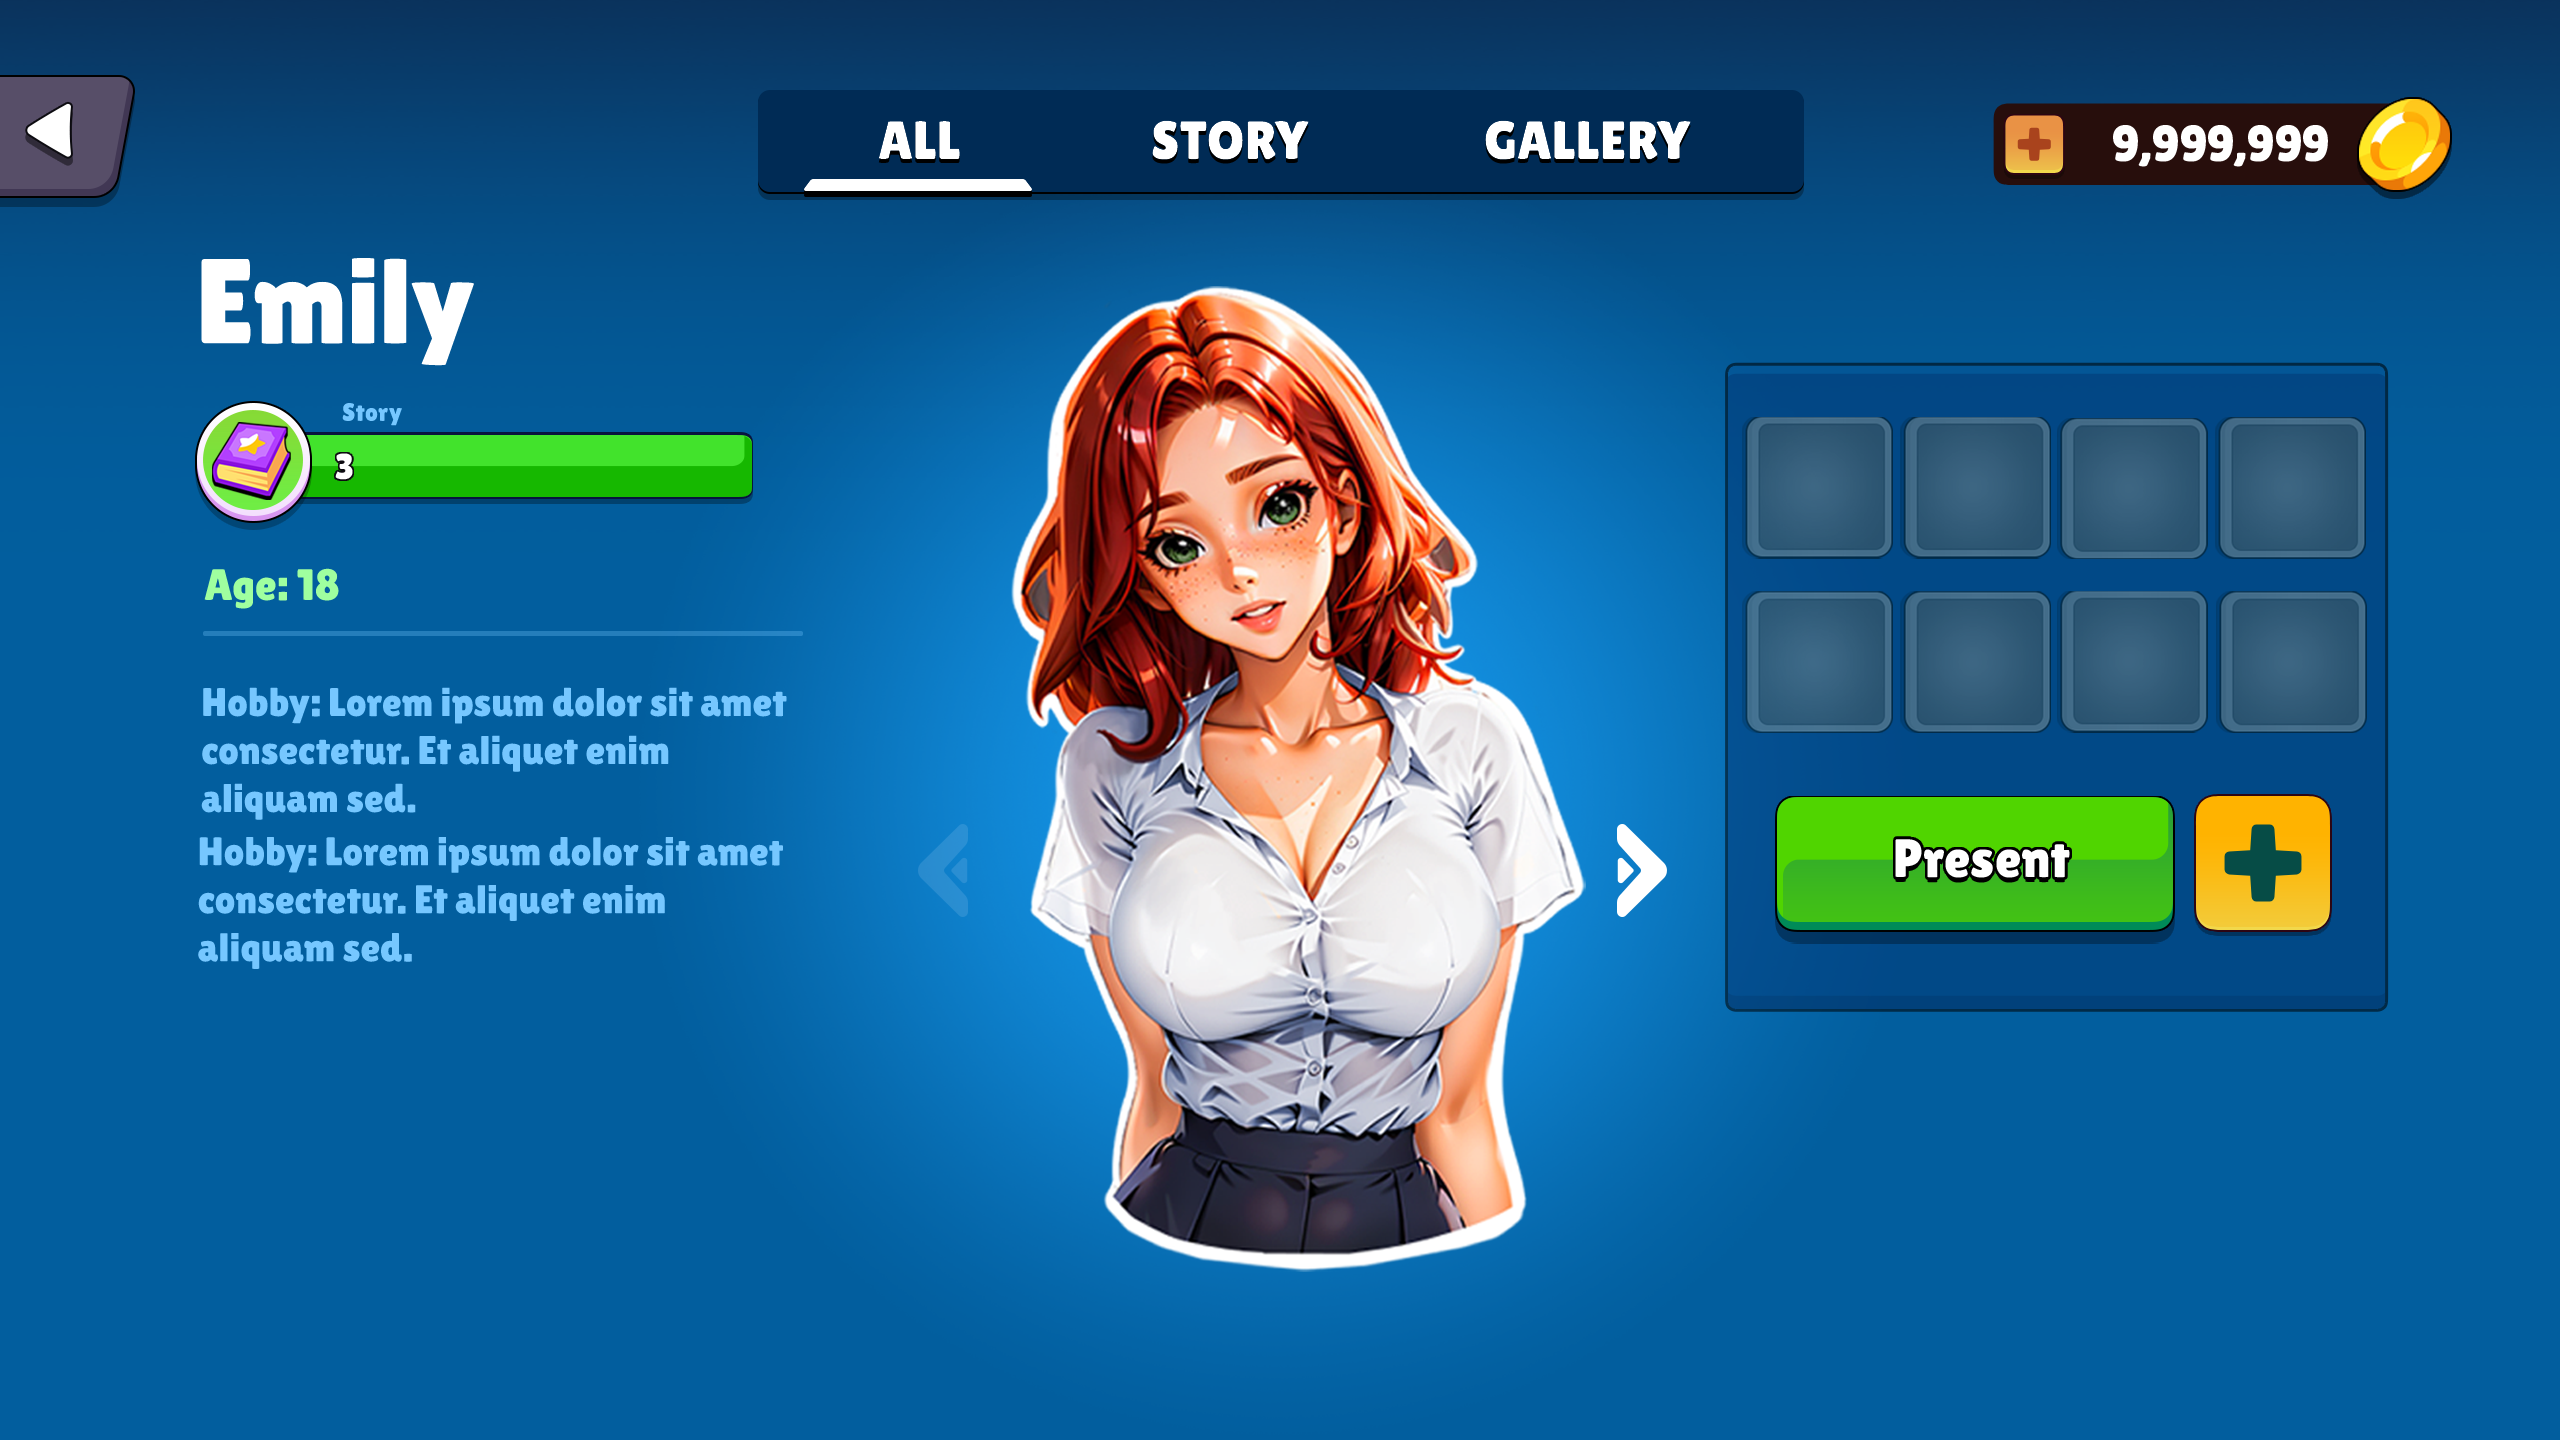 ALL
STORY
GALLERY
9,999,999
Emily
Story
3
Age: 18
Hobby: Lorem ipsum dolor sit amet
consectetur. Et aliquet enim
aliquam sed.
Hobby: Lorem ipsum dolor sit amet
consectetur. Et aliquet enim
aliquam sed.
Present